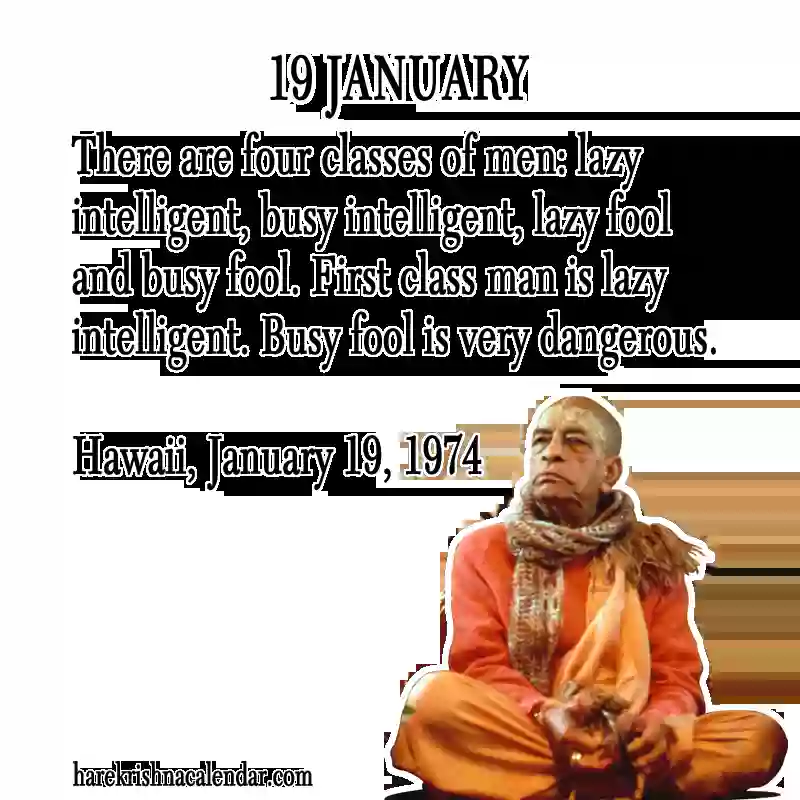 19 JANUARY
There are four classes of men: lazy
intelligent, busy intelligent, lazy fool
and busy fool. First class man is lazy
intelligent. Busy fool is very dangerous.
Hawaii, January 19, 1974
harekrishnacalendar.com